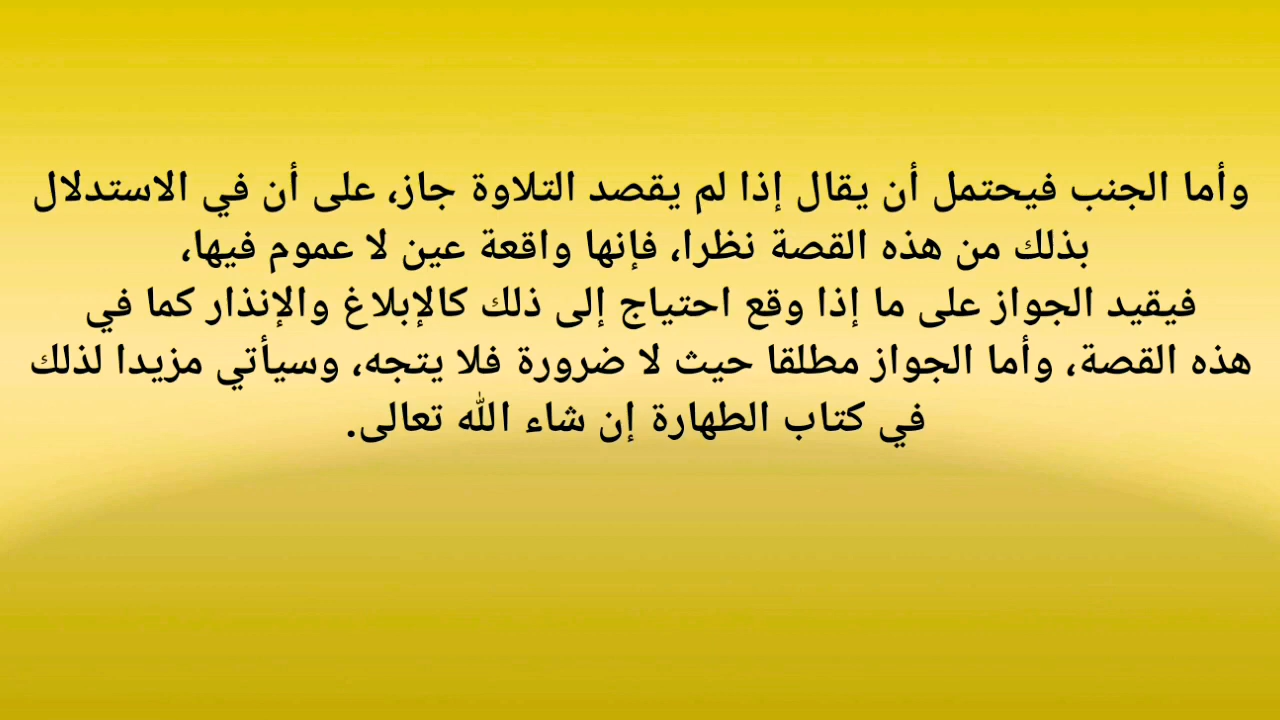 وأما الجنب فيحتمل أن يقال إذا لم يقصد التلاوة جاز، على أن في الاستدلال
بذلك من هذه القصة نظرا، فإنها واقعة عين لا عموم فيها،
فيقيد الجواز على ما إذا وقع احتياج إلى ذلك كالإبلاغ والإنذار كما في
هذه القصة، وأما الجواز مطلقا حيث لا ضرورة فلا يتجه، وسيأتي مزيدا لذلك
في كتاب الطهارة إن شاء الله تعالى.